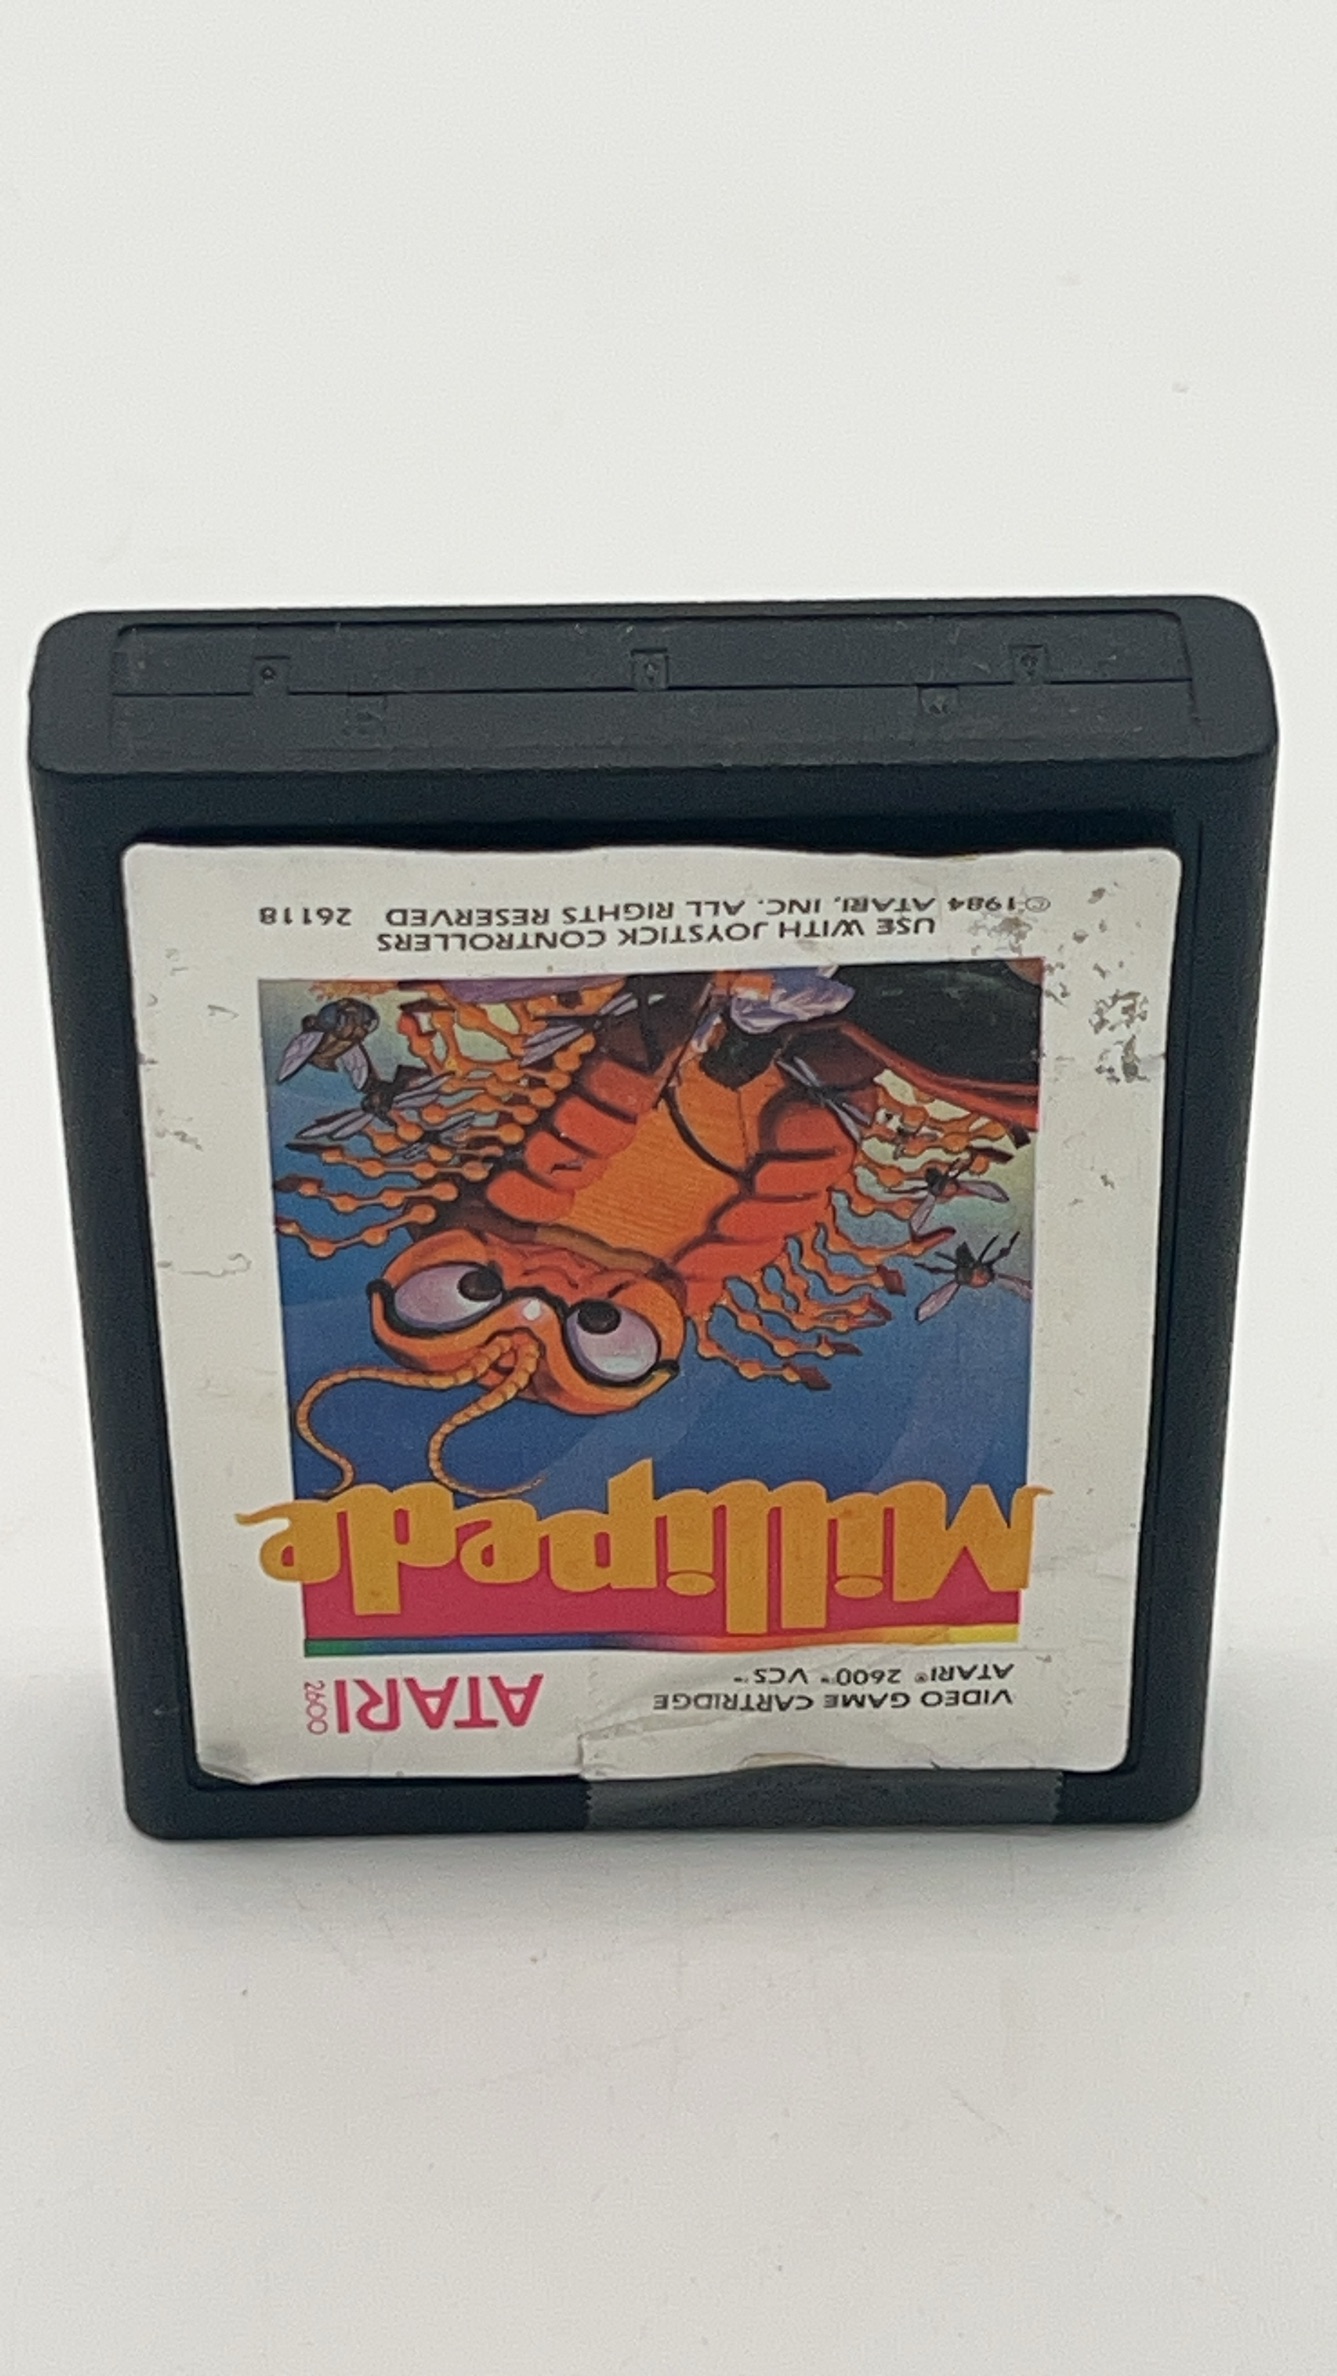 VIDEO GAME CARTRIDGE
ATARI® 2600™ VCS™
ATARI 2600
Millipede
USE WITH JOYSTICK CONTROLLERS
©1984 ATARI, INC. ALL RIGHTS RESERVED 26118